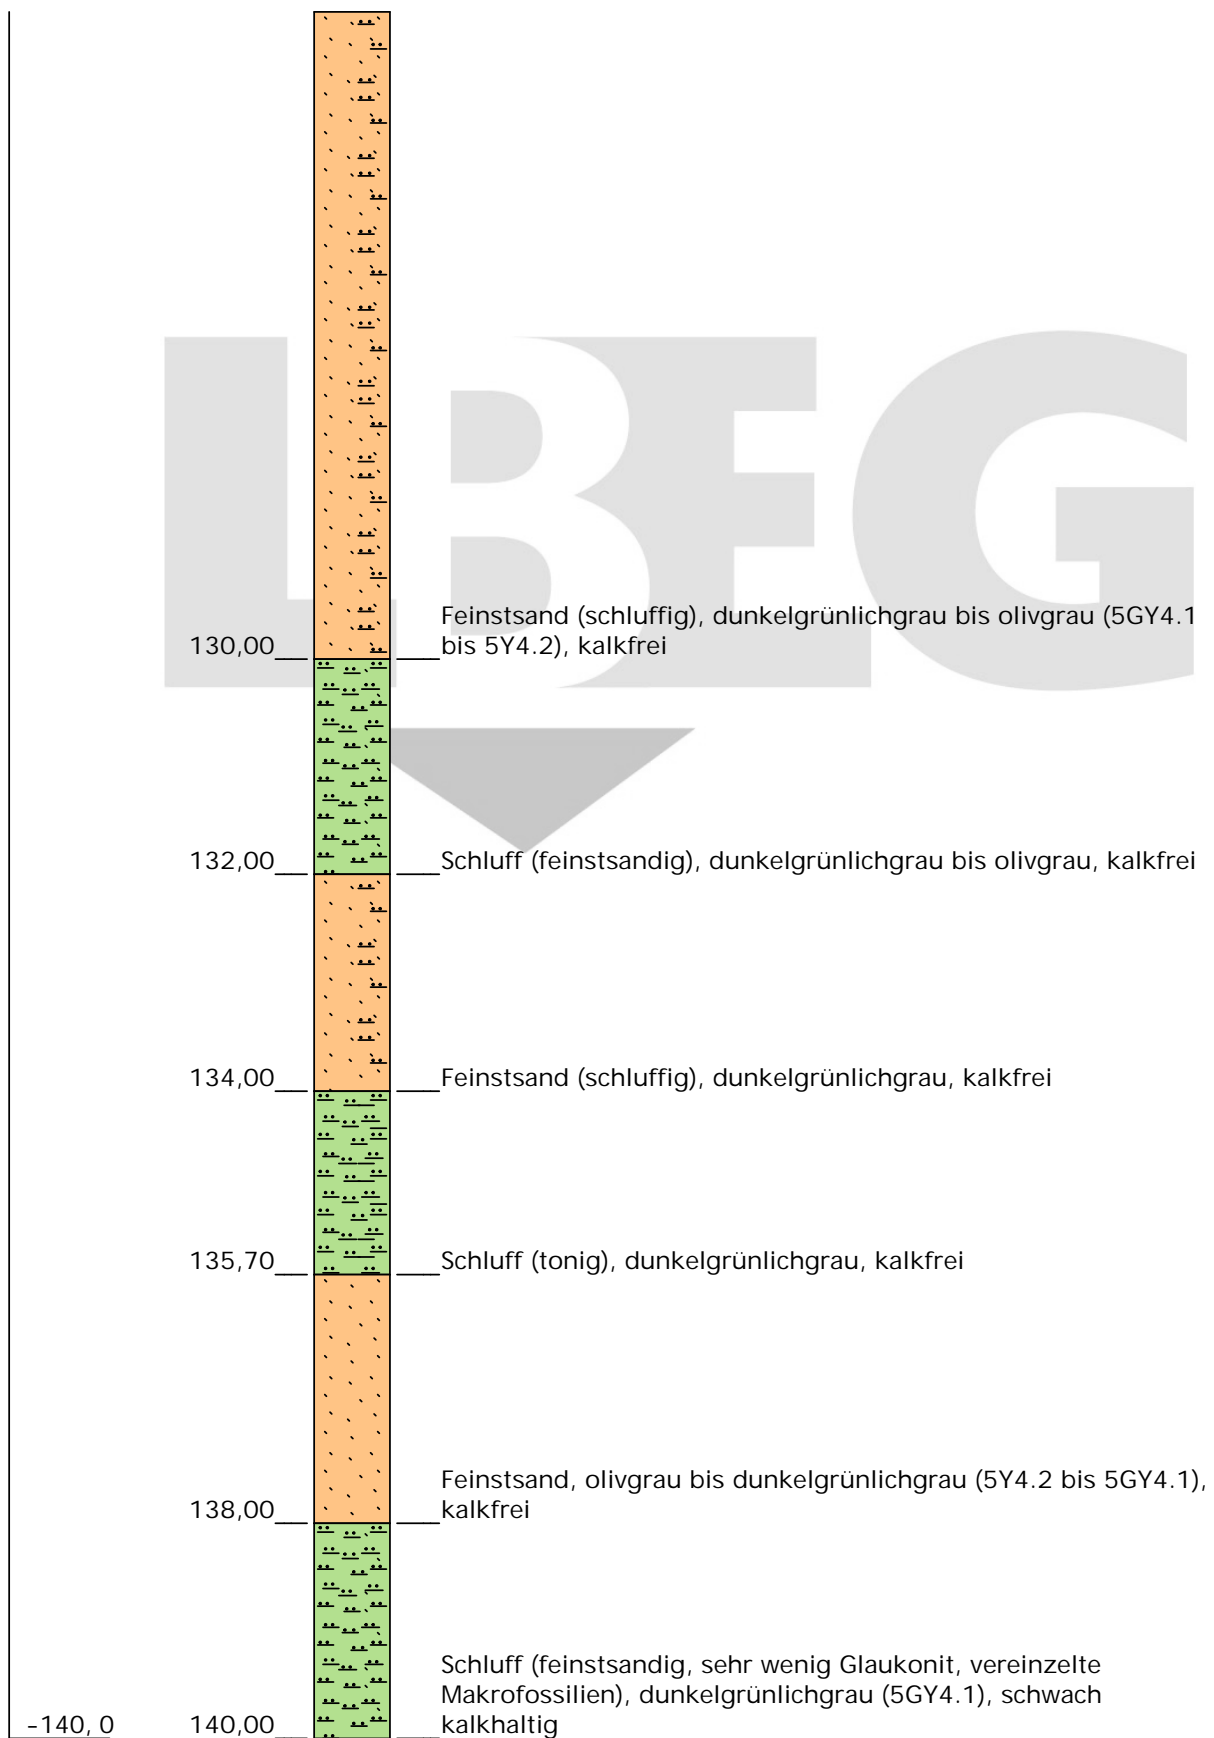 LBEG
Feinstsand (schluffig), dunkelgrünlichgrau bis olivgrau (5GY4.1
130,00 bis 5Y4.2), kalkfrei
132,00 Schluff (feinstsandig), dunkelgrünlichgrau bis olivgrau, kalkfrei
134,00 Feinstsand (schluffig), dunkelgrünlichgrau, kalkfrei
135,70 Schluff (tonig), dunkelgrünlichgrau, kalkfrei
Feinstsand, olivgrau bis dunkelgrünlichgrau (5Y4.2 bis 5GY4.1),
138,00 kalkfrei
Schluff (feinstsandig, sehr wenig Glaukonit, vereinzelte
Makrofossilien), dunkelgrünlichgrau (5GY4.1), schwach
-140,0 140,00 kalkhaltig